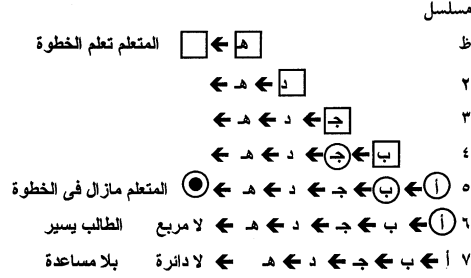 مسلسل
ظ هـ ← المتعلم تعلم الخطوة
٢ د ← هـ ←
٣ جـ ← د ← هـ ←
٤ ب ← جـ ← د ← هـ ←
٥ أ ← ب ← جـ ← د ← هـ ← المتعلم مازال فى الخطوة
٦ أ ← ب ← جـ ← د ← هـ ← لا مربع الطالب يسير
٧ أ ← ب ← جـ ← د ← هـ ← لا دائرة بلا مساعدة